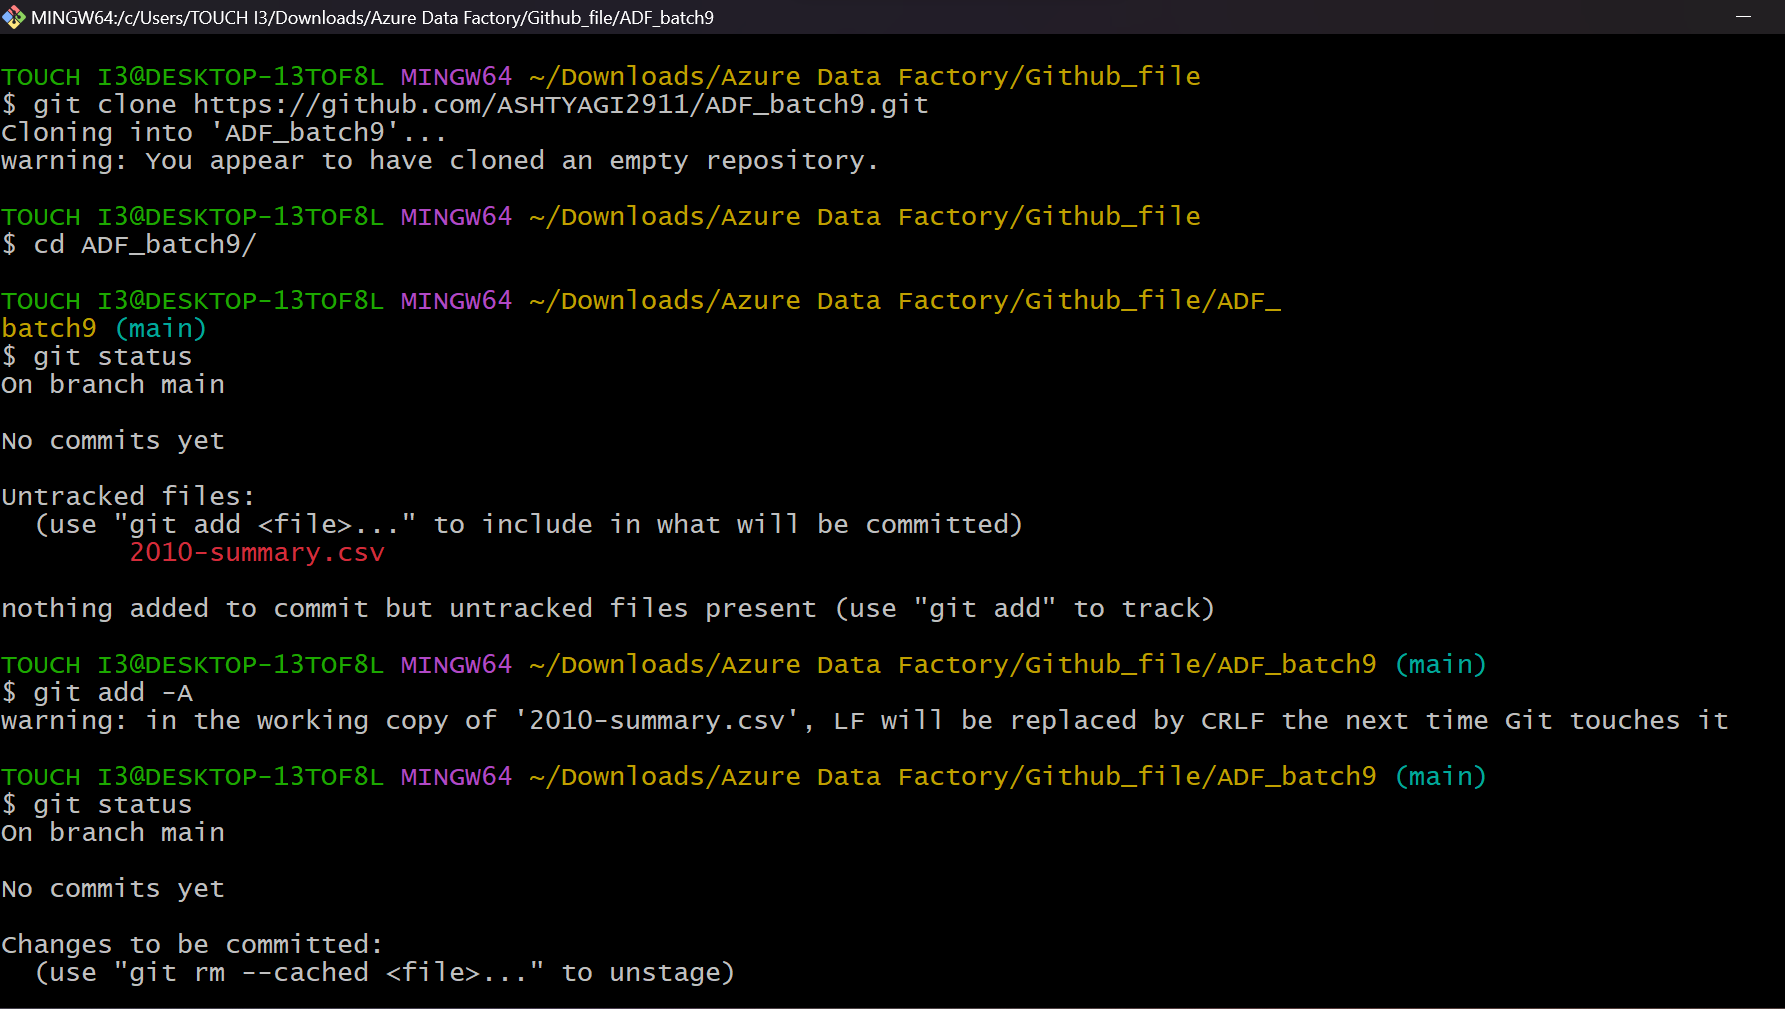 MINGW64:/c/Users/TOUCH I3/Downloads/Azure Data Factory/Github_file/ADF_batch9
TOUCH I3@DESKTOP-13TOF8L MINGW64 ~/Downloads/Azure Data Factory/Github_file
$ git clone https://github.com/ASHTYAGI2911/ADF_batch9.git
Cloning into 'ADF_batch9'...
warning: You appear to have cloned an empty repository.
TOUCH I3@DESKTOP-13TOF8L MINGW64 ~/Downloads/Azure Data Factory/Github_file
$ cd ADF_batch9/
TOUCH I3@DESKTOP-13TOF8L MINGW64 ~/Downloads/Azure Data Factory/Github_file/ADF_
batch9 (main)
$ git status
On branch main
No commits yet
Untracked files:
  (use "git add <file>..." to include in what will be committed)
        2010-summary.csv
nothing added to commit but untracked files present (use "git add" to track)
TOUCH I3@DESKTOP-13TOF8L MINGW64 ~/Downloads/Azure Data Factory/Github_file/ADF_batch9 (main)
$ git add -A
warning: in the working copy of '2010-summary.csv', LF will be replaced by CRLF the next time Git touches it
TOUCH I3@DESKTOP-13TOF8L MINGW64 ~/Downloads/Azure Data Factory/Github_file/ADF_batch9 (main)
$ git status
On branch main
No commits yet
Changes to be committed:
  (use "git rm --cached <file>..." to unstage)